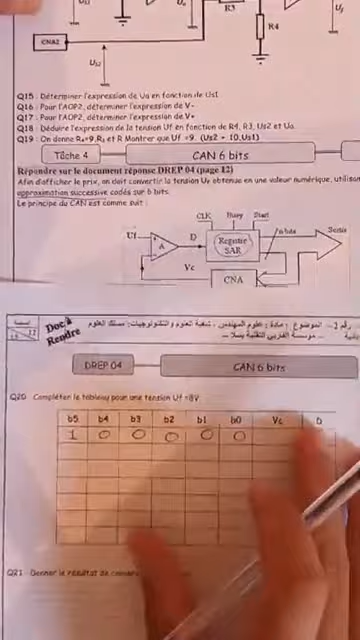 R3
R4
CNA2
Us2
Q15 : Déterminer l'expression de Ua en fonction de Us1
Q16 : Pour l'AOP2, déterminer l'expression de V-
Q17 : Pour l'AOP2, déterminer l'expression de V+
Q18 : Déduire l'expression de la tension Uf en fonction de R4, R3, Us2 et Ua
Q19 : On donne R4=9.R3 et R Montrer que Uf =9. (Us2 - 10.Us1)
Tâche 4
CAN 6 bits
Répondre sur le document réponse DREP 04 (page 12)
Afin d'afficher le prix, on doit convertir la tension Uf obtenue en une valeur numérique, utilisan
approximation successive codés sur 6 bits.
Le principe du CAN est comme suit :
CLK Busy Start
Uf
A
D
Registre
SAR
n bits
Sortie
Vc
CNA
Doc à
Rendre
12
DREP 04
CAN 6 bits
Q20 : Compléter le tableau pour une tension Uf =8V
b5 b4 b3 b2 b1 b0 Vc D
1 0 0 0 0 0
Q21 : Donner le résultat de